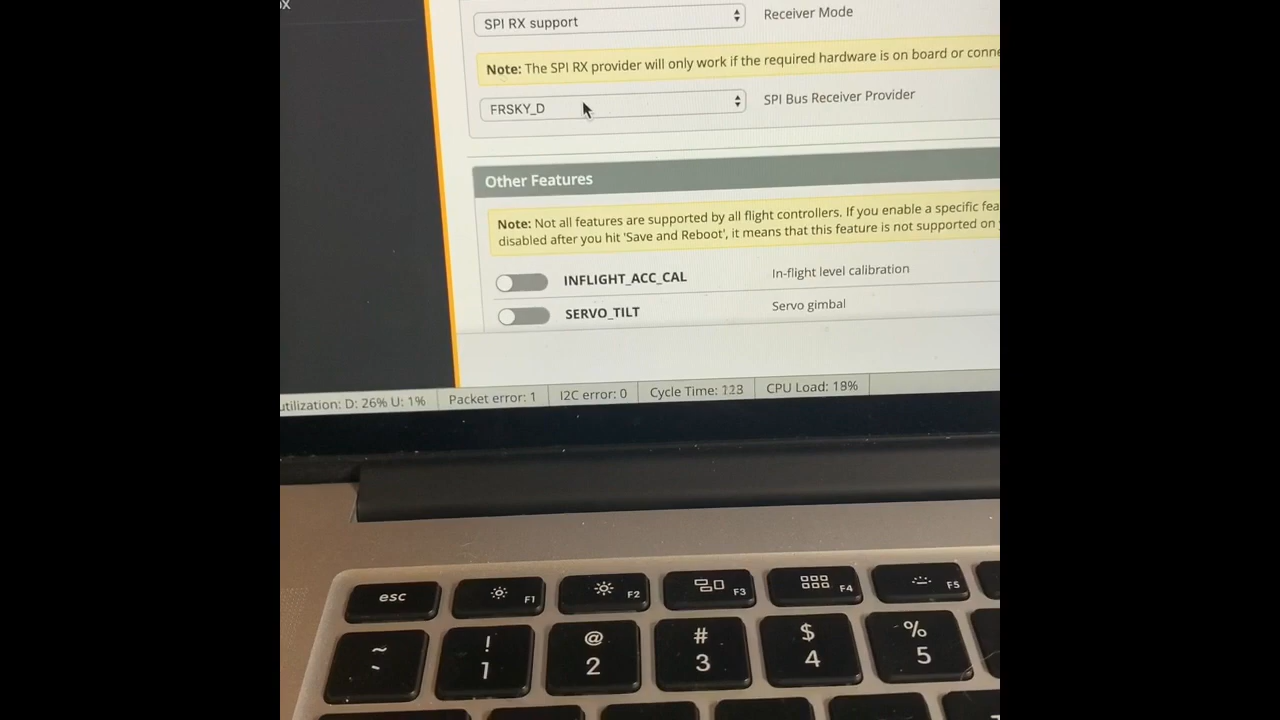 SPI RX support
Receiver Mode
Note: The SPI RX provider will only work if the required hardware is on board or conne
FRSKY_D
SPI Bus Receiver Provider
Other Features
Note: Not all features are supported by all flight controllers. If you enable a specific fea
disabled after you hit 'Save and Reboot', it means that this feature is not supported on
INFLIGHT_ACC_CAL
In-flight level calibration
SERVO_TILT
Servo gimbal
utilization: D: 26% U: 1%
Packet error: 1
I2C error: 0
Cycle Time: 123
CPU Load: 19%
esc
F1
F2
F3
F4
F5
~
`
!
1
@
2
#
3
$
4
%
5